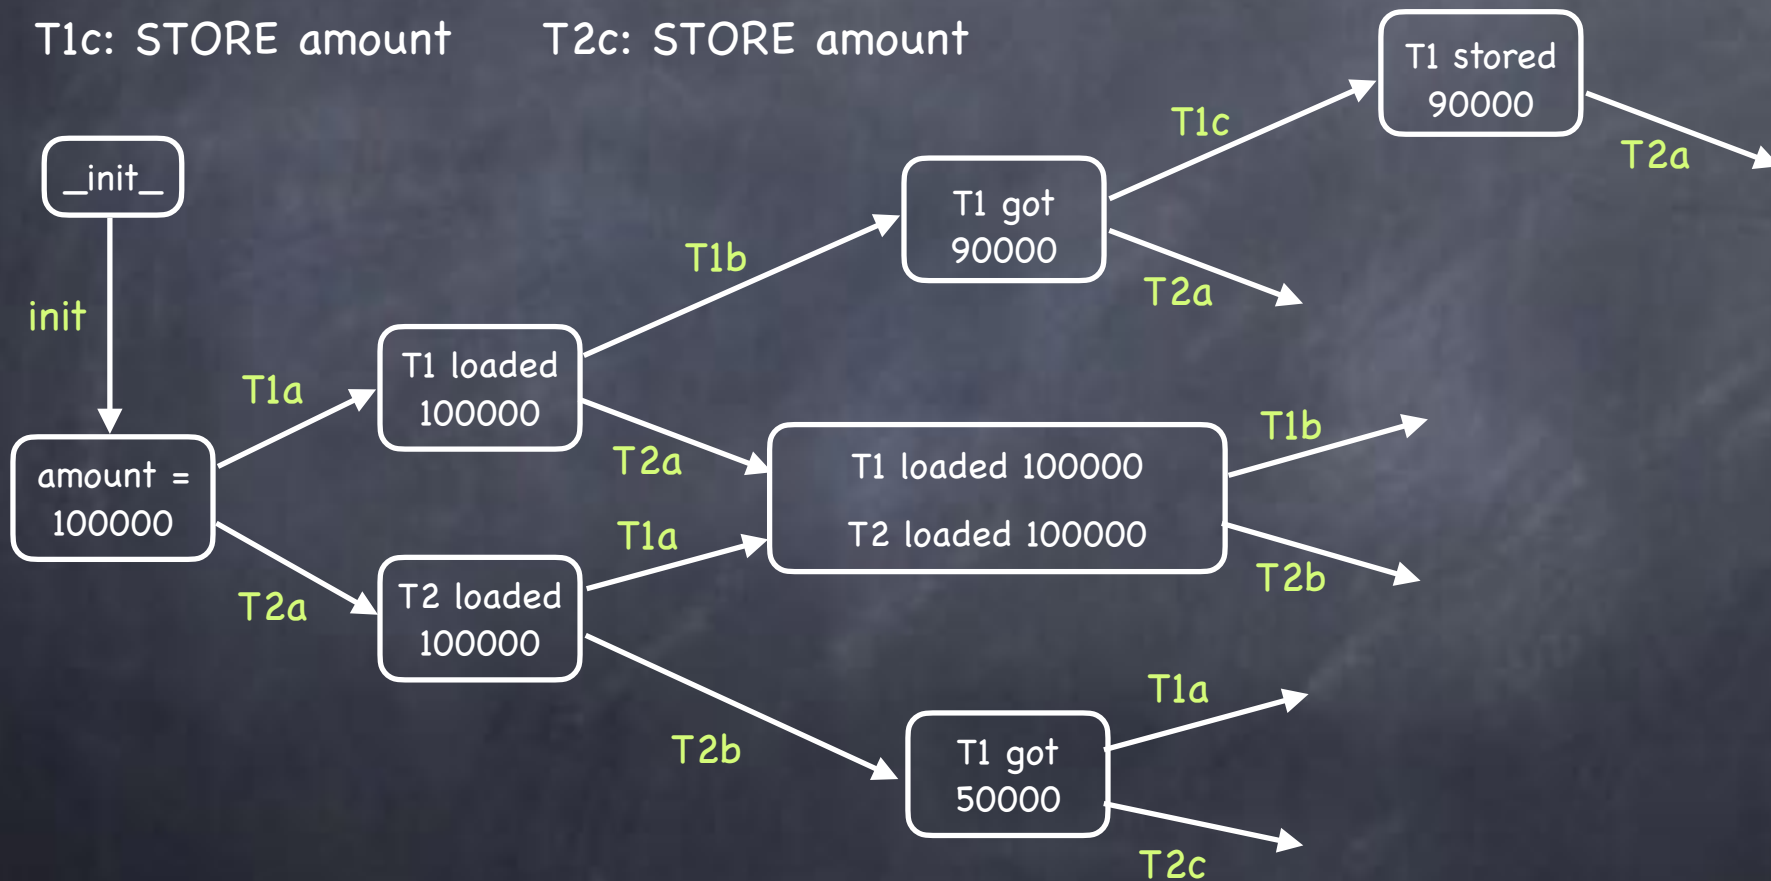 T1c: STORE amount
T2c: STORE amount
T1 stored
90000
T1c
T2a
_init_
T1 got
90000
T1b
T2a
init
T1 loaded
100000
T1a
T2a
T1b
amount =
100000
T1 loaded 100000
T2 loaded 100000
T1a
T2a
T2b
T2 loaded
100000
T1a
T2b
T1 got
50000
T2c